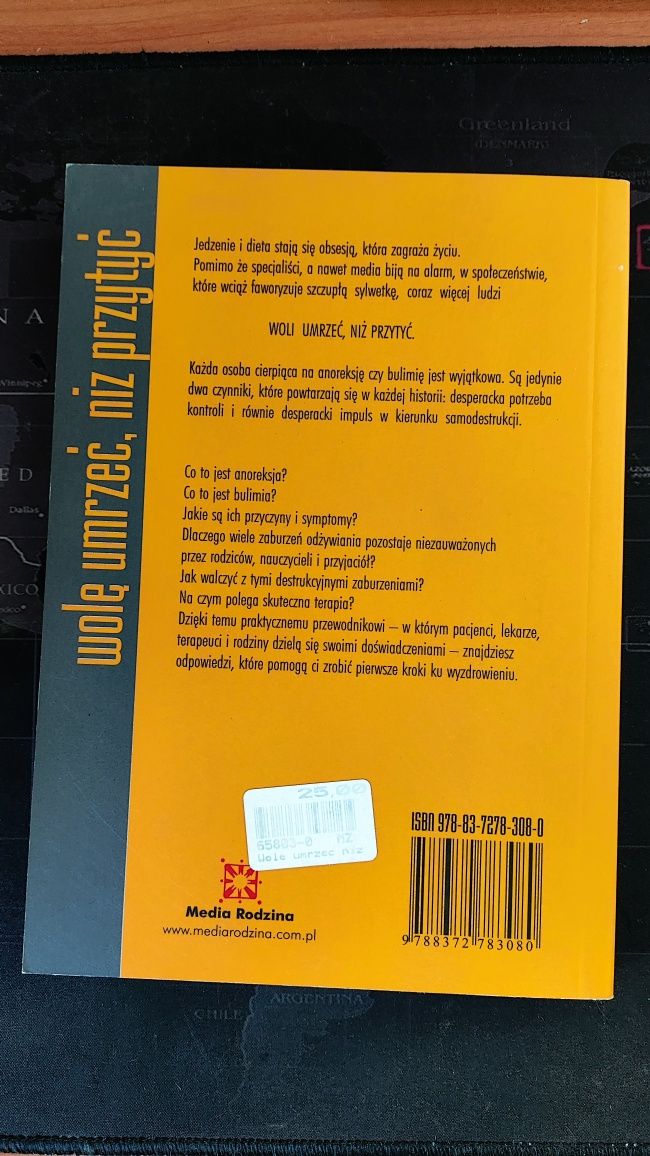 wolę umrzeć, niż przytyć
Jedzenie i dieta stają się obsesją, która zagraża życiu.
Pomimo że specjaliści, a nawet media biją na alarm, w społeczeństwie,
które wciąż faworyzuje szczupłą sylwetkę, coraz więcej ludzi
WOLI UMRZEĆ, NIŻ PRZYTYĆ.
Każda osoba cierpiąca na anoreksję czy bulimię jest wyjątkowa. Są jedynie
dwa czynniki, które powtarzają się w każdej historii: desperacka potrzeba
kontroli i równie desperacki impuls w kierunku samodestrukcji.
Co to jest anoreksja?
Co to jest bulimia?
Jakie są ich przyczyny i symptomy?
Dlaczego wiele zaburzeń odżywiania pozostaje niezauważonych
przez rodziców, nauczycieli i przyjaciół?
Jak walczyć z tymi destrukcyjnymi zaburzeniami?
Na czym polega skuteczna terapia?
Dzięki temu praktycznemu przewodnikowi – w którym pacjenci, lekarze,
terapeuci i rodziny dzielą się swoimi doświadczeniami – znajdziesz
odpowiedzi, które pomogą ci zrobić pierwsze kroki ku wyzdrowieniu.
25,00
65803-0 MZ
Wole umrzec niz
Media Rodzina
www.mediarodzina.com.pl
ISBN 978-83-7278-308-0
9 788372 783080
Greenland
(DENMARK)
Winnipeg
Dallas
ARGENTINA
CHILE